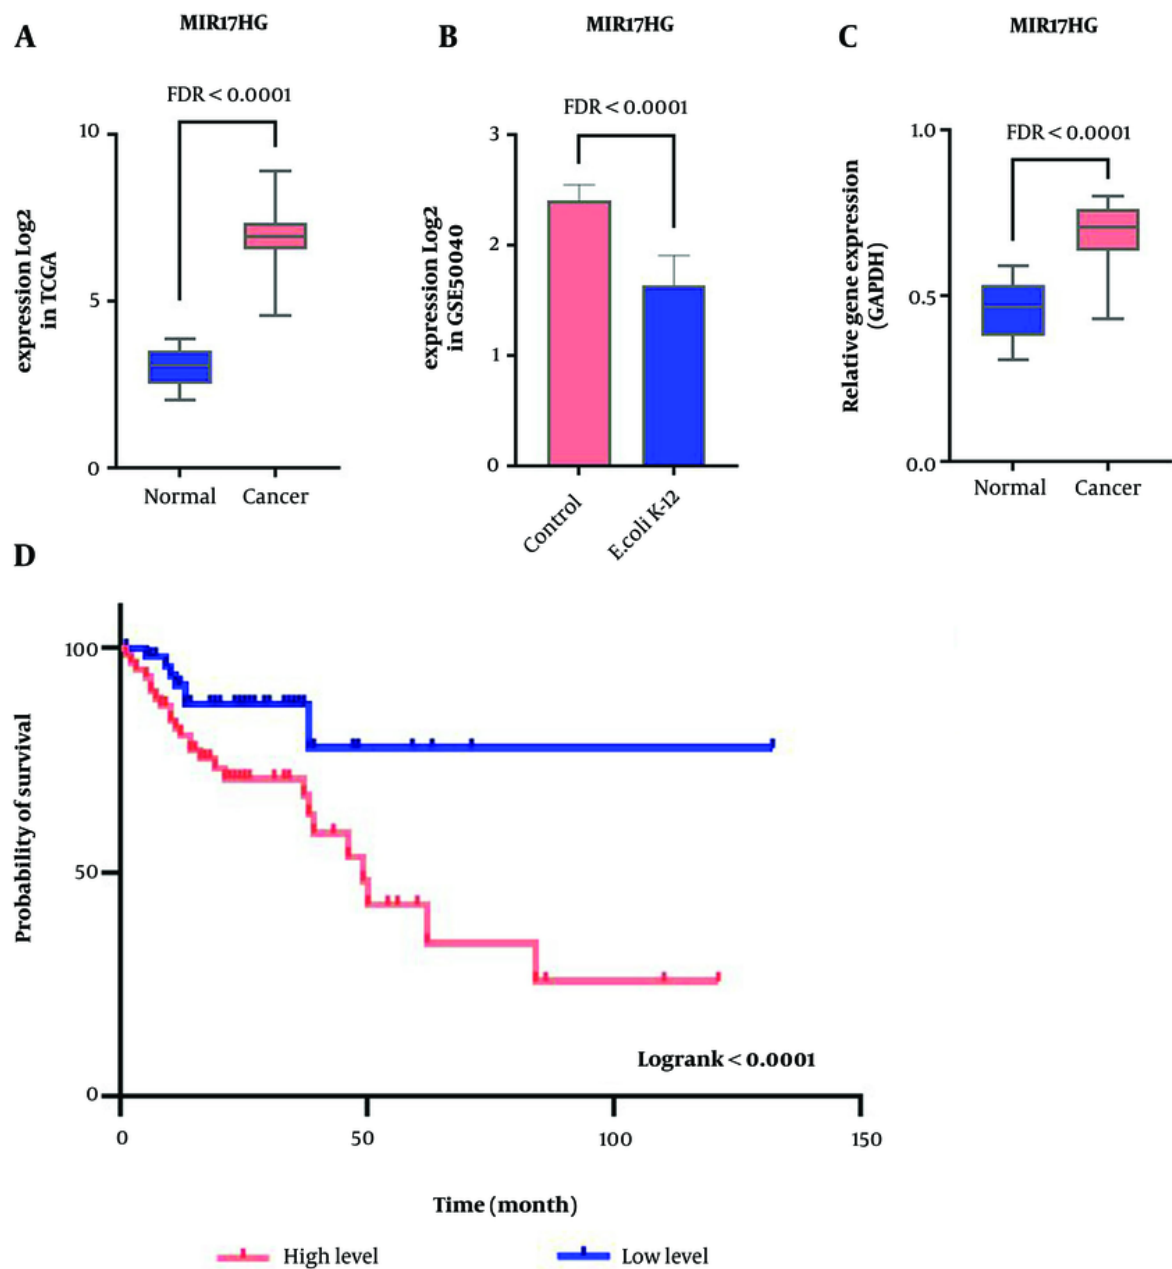 A
MIR17HG
FDR < 0.0001
expression Log2
in TCGA
10
5
0
Normal
Cancer
B
MIR17HG
FDR < 0.0001
expression Log2
in GSE50040
3
2
1
0
Control
E.coli K-12
C
MIR17HG
FDR < 0.0001
Relative gene expression
(GAPDH)
1.0
0.5
0.0
Normal
Cancer
D
Probability of survival
100
50
0
Logrank < 0.0001
0
50
100
150
Time (month)
High level
Low level